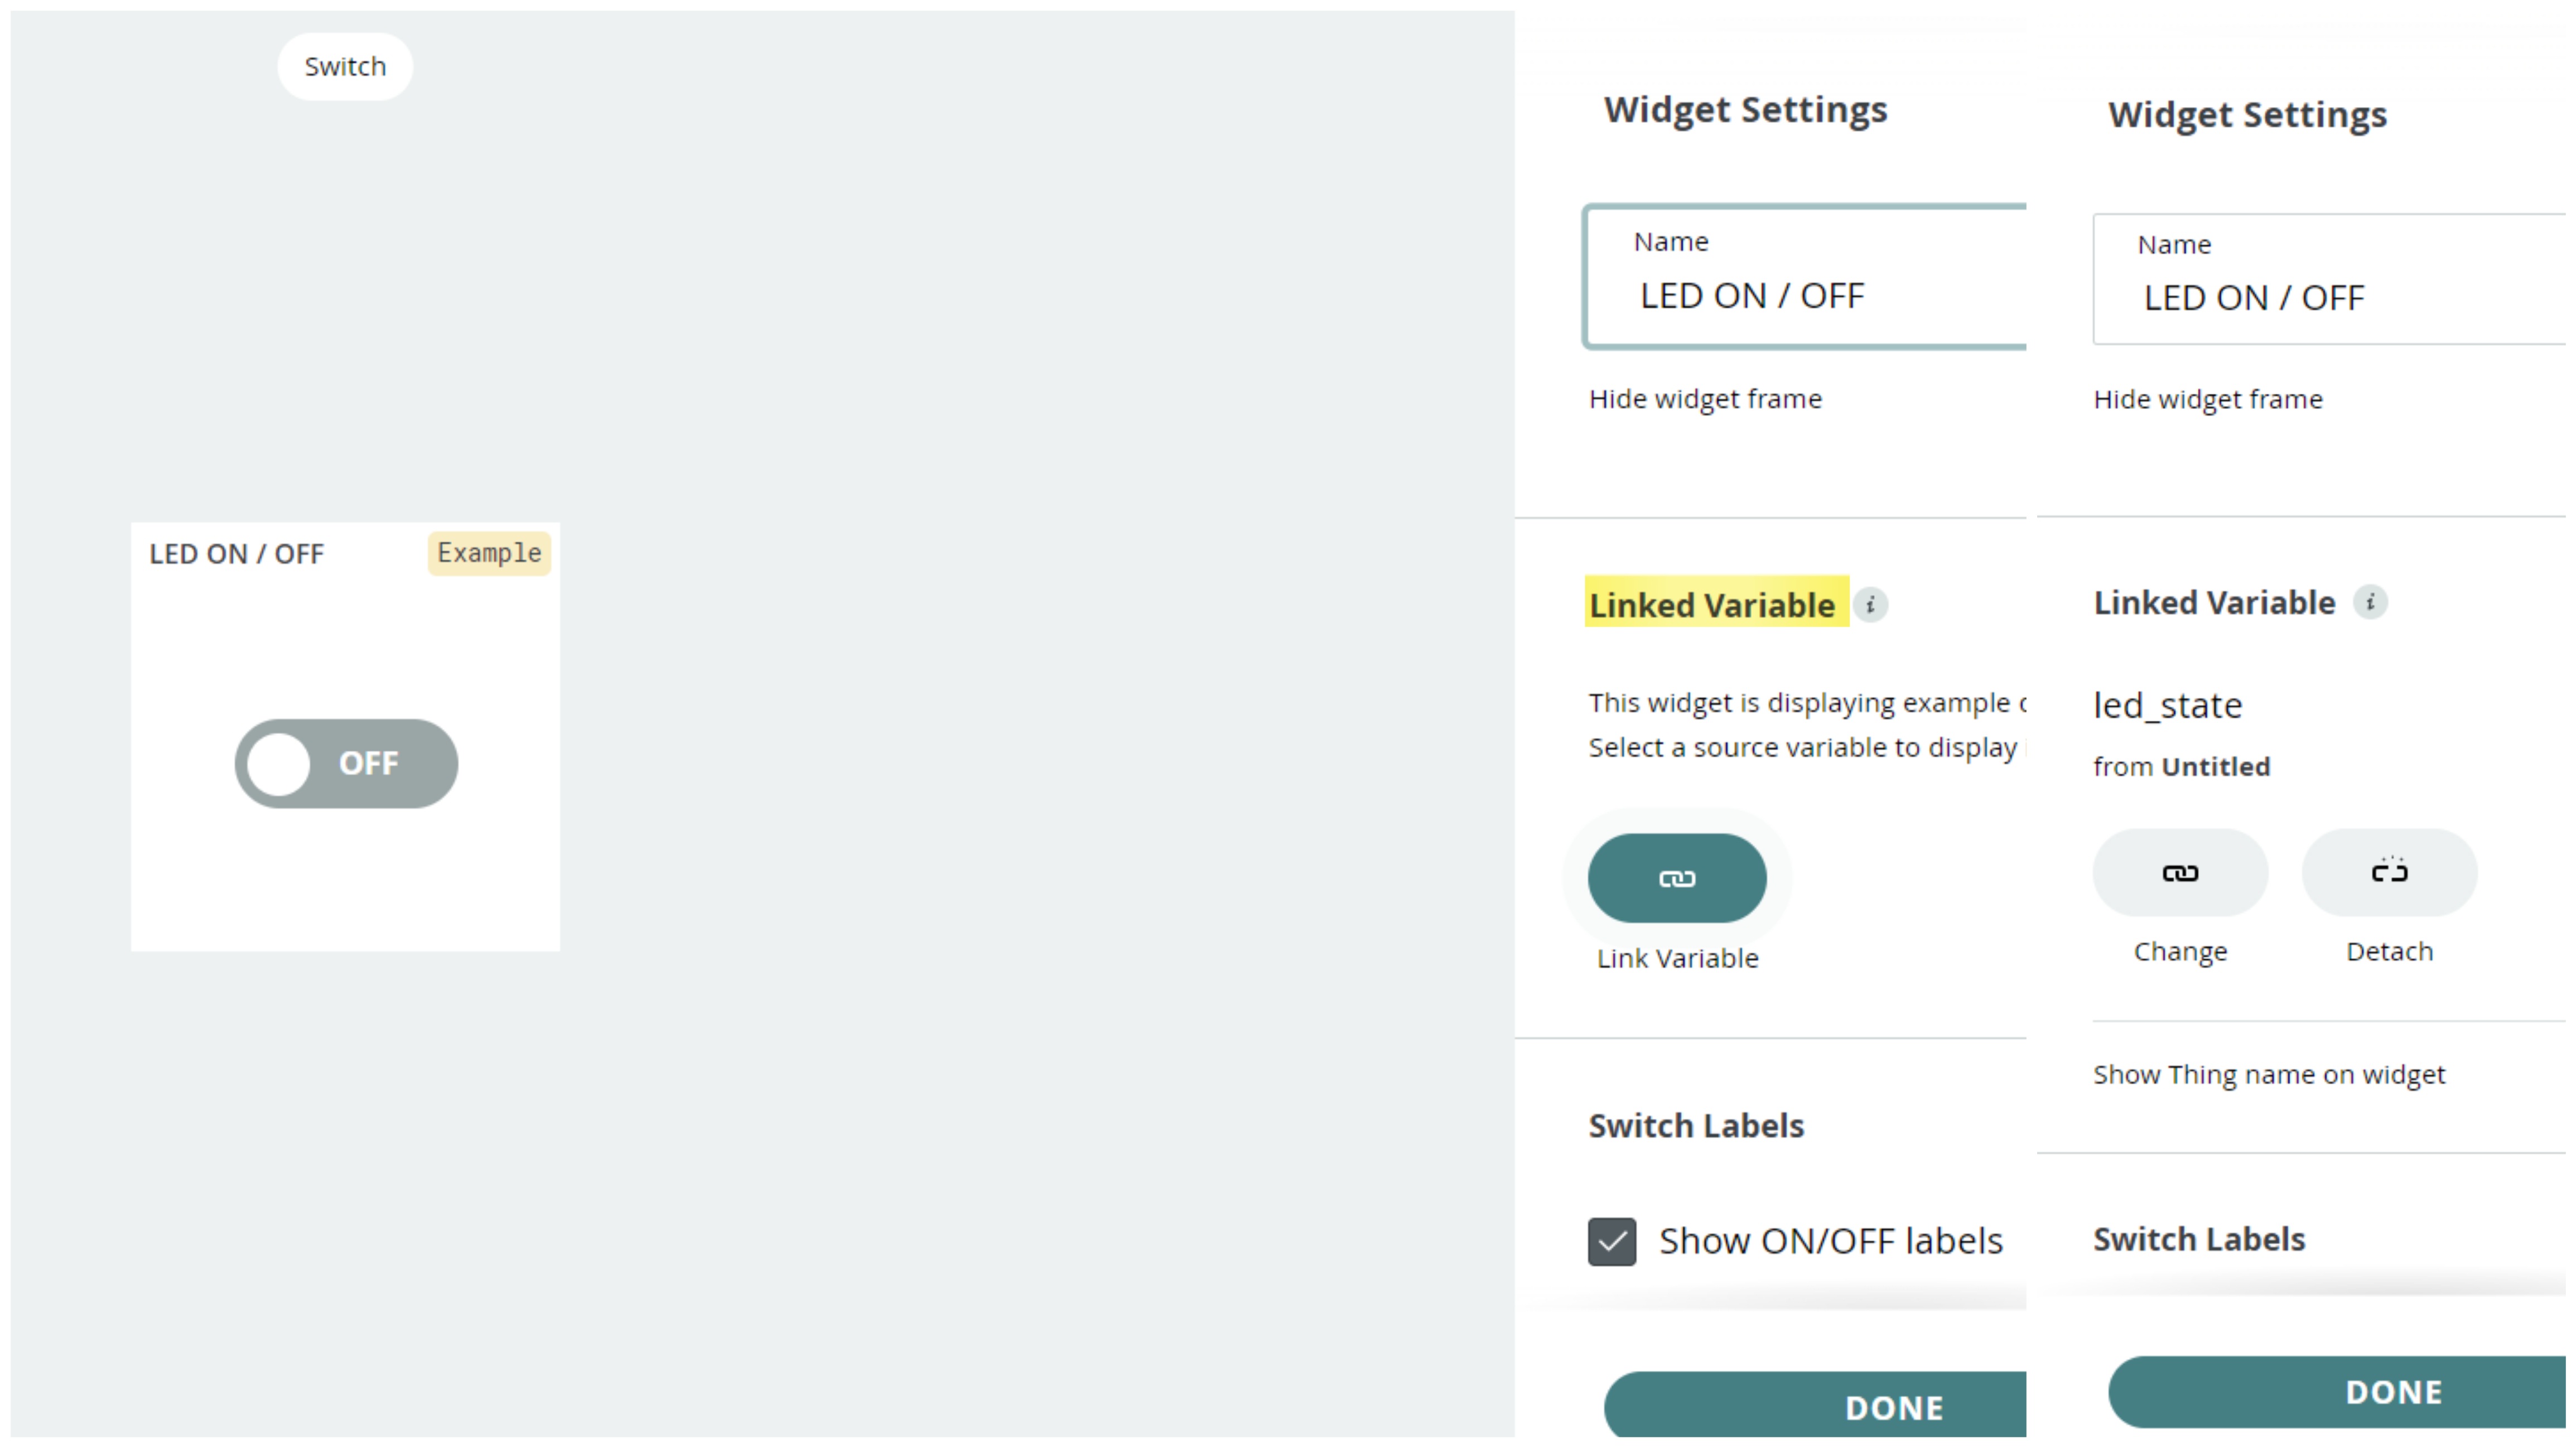 Switch
LED ON / OFF
Example
OFF
Widget Settings
Name
LED ON / OFF
Hide widget frame
Linked Variable
i
This widget is displaying example
Select a source variable to display
Link Variable
Switch Labels
Show ON/OFF labels
DONE
Widget Settings
Name
LED ON / OFF
Hide widget frame
Linked Variable
i
led_state
from Untitled
Change
Detach
Show Thing name on widget
Switch Labels
DONE